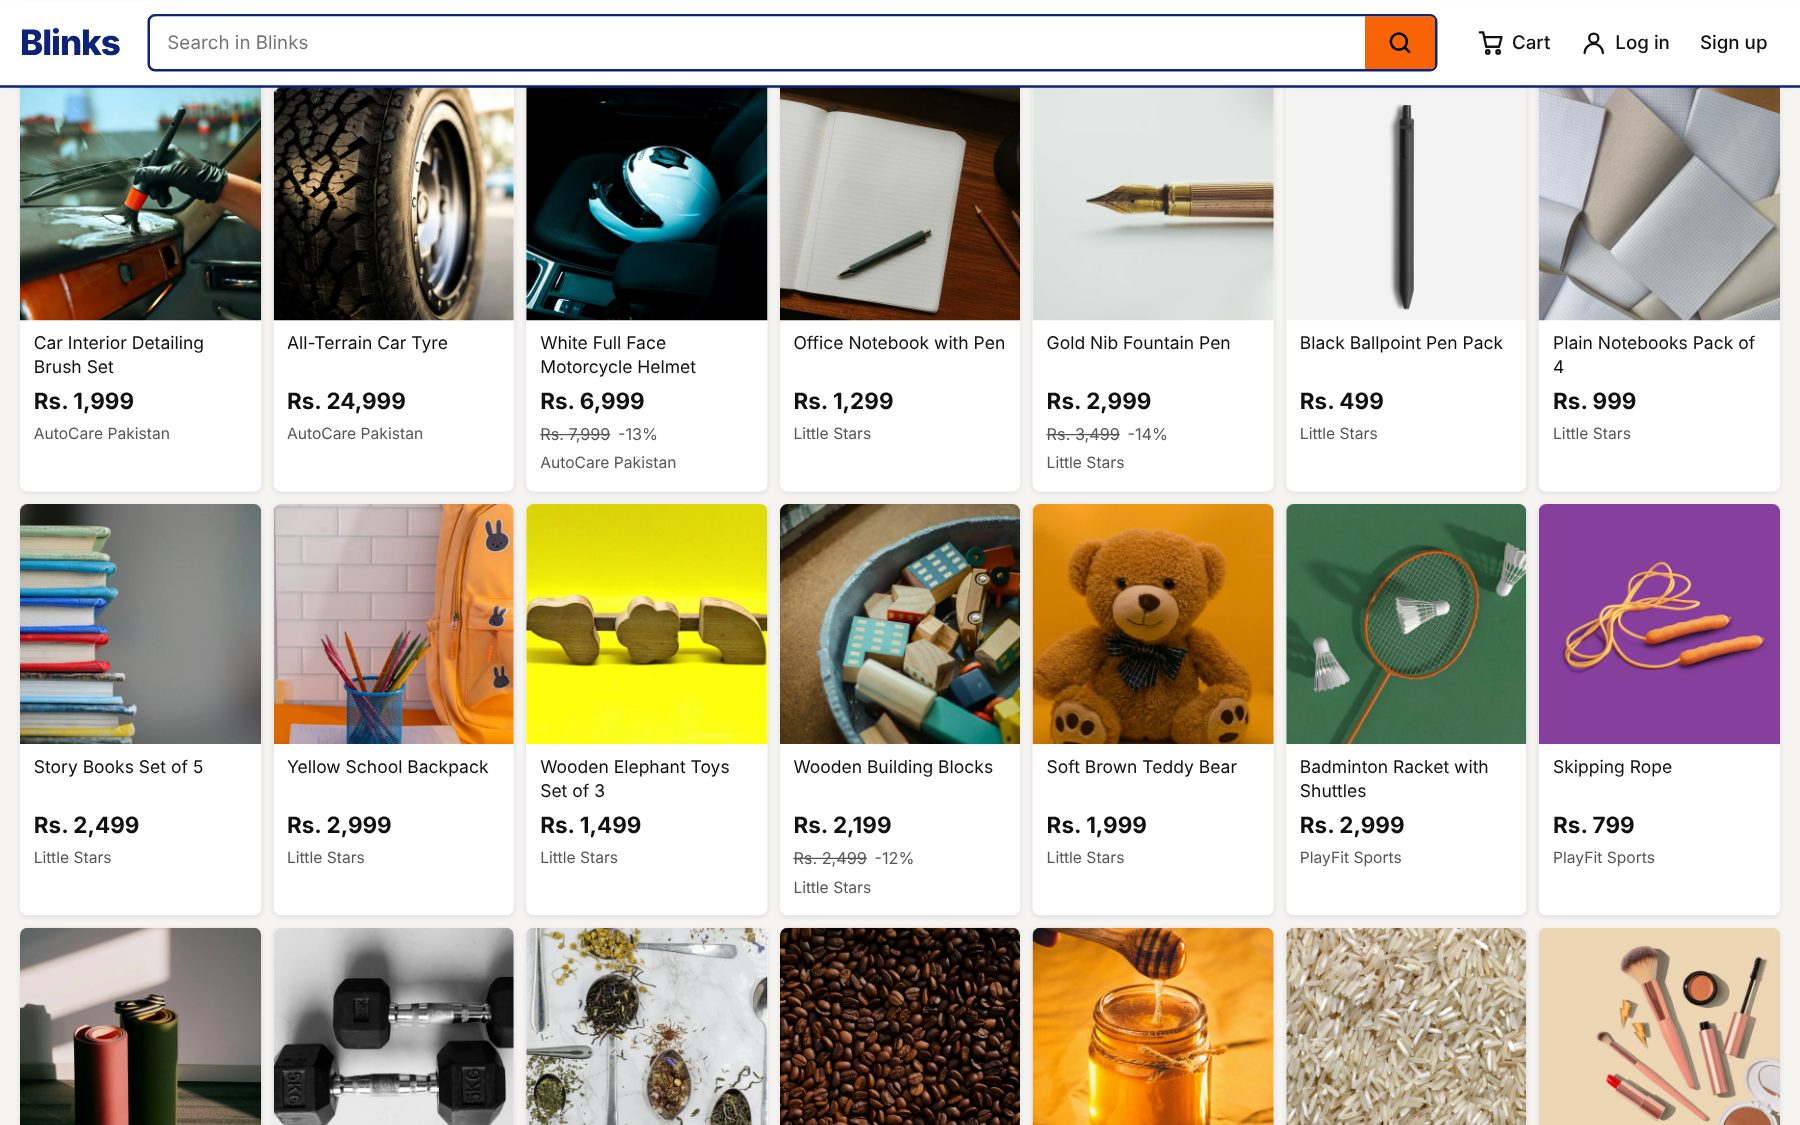 Blinks
Search in Blinks
Cart
Log in
Sign up
Car Interior Detailing
Brush Set
Rs. 1,999
AutoCare Pakistan
All-Terrain Car Tyre
Rs. 24,999
AutoCare Pakistan
White Full Face
Motorcycle Helmet
Rs. 6,999
Rs. 7,999 -13%
AutoCare Pakistan
Office Notebook with Pen
Rs. 1,299
Little Stars
Gold Nib Fountain Pen
Rs. 2,999
Rs. 3,499 -14%
Little Stars
Black Ballpoint Pen Pack
Rs. 499
Little Stars
Plain Notebooks Pack of
4
Rs. 999
Little Stars
Story Books Set of 5
Rs. 2,499
Little Stars
Yellow School Backpack
Rs. 2,999
Little Stars
Wooden Elephant Toys
Set of 3
Rs. 1,499
Little Stars
Wooden Building Blocks
Rs. 2,199
Rs. 2,499 -12%
Little Stars
Soft Brown Teddy Bear
Rs. 1,999
Little Stars
Badminton Racket with
Shuttles
Rs. 2,999
PlayFit Sports
Skipping Rope
Rs. 799
PlayFit Sports